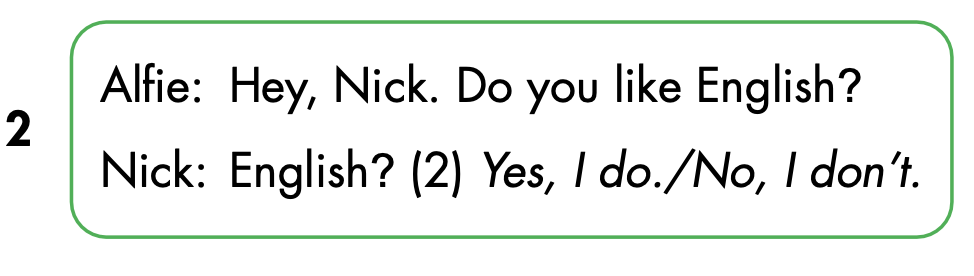 2
Alfie: Hey, Nick. Do you like English?
Nick: English? (2) Yes, I do./No, I don't.